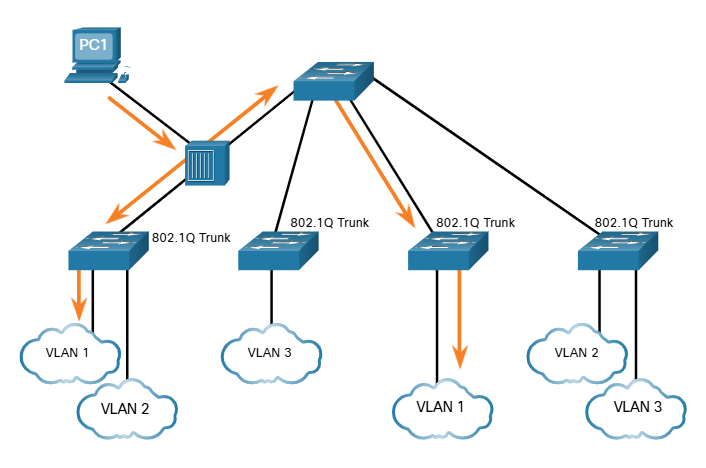 PC1
802.1Q Trunk
802.1Q Trunk
802.1Q Trunk
802.1Q Trunk
VLAN 1
VLAN 2
VLAN 3
VLAN 1
VLAN 2
VLAN 3